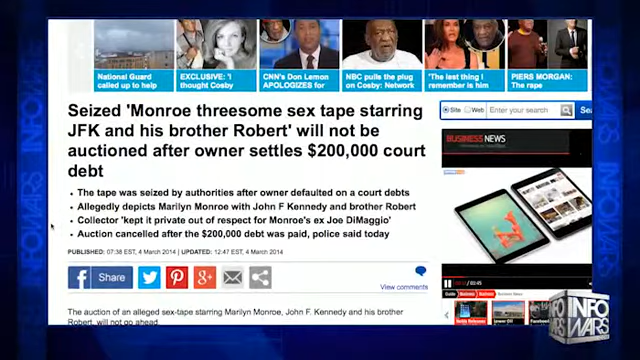 National Guard
called up to help
EXCLUSIVE: 'I
thought Cosby
CNN's Don Lemon
APOLOGIZES for
NBC pulls the plug
on Cosby: Network
'The last thing I
remember is him
PIERS MORGAN:
The rape
Seized 'Monroe threesome sex tape starring
JFK and his brother Robert' will not be
auctioned after owner settles $200,000 court
debt
Site Web Enter your search Sea
BUSINESS NEWS
The tape was seized by authorities after owner defaulted on a court debts
Allegedly depicts Marilyn Monroe with John F Kennedy and brother Robert
Collector 'kept it private out of respect for Monroe's ex Joe DiMaggio'
Auction cancelled after the $200,000 debt was paid, police said today
PUBLISHED: 07:38 EST, 4 March 2014 | UPDATED: 12:47 EST, 4 March 2014
f Share
View comments
The auction of an alleged sex-tape starring Marilyn Monroe, John F. Kennedy and his brother
Robert, will not go ahead
INFO
WARS
INFOWARS